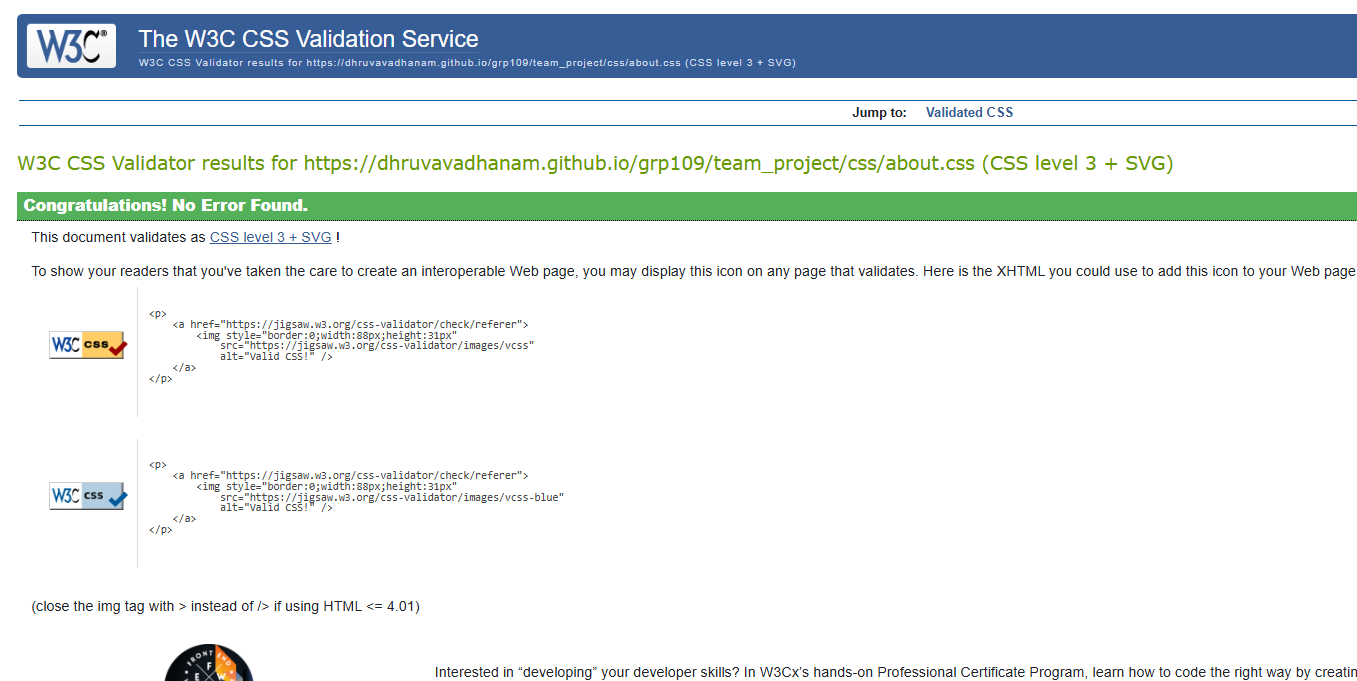 W3C®
The W3C CSS Validation Service
W3C CSS Validator results for https://dhruvavadhanam.github.io/grp109/team_project/css/about.css (CSS level 3 + SVG)
Jump to: Validated CSS
W3C CSS Validator results for https://dhruvavadhanam.github.io/grp109/team_project/css/about.css (CSS level 3 + SVG)
Congratulations! No Error Found.
This document validates as CSS level 3 + SVG !
To show your readers that you've taken the care to create an interoperable Web page, you may display this icon on any page that validates. Here is the XHTML you could use to add this icon to your Web page
W3C css
<p>
<a href="https://jigsaw.w3.org/css-validator/check/referer">
<img style="border:0;width:88px;height:31px"
src="https://jigsaw.w3.org/css-validator/images/vcss"
alt="Valid CSS!" />
</a>
</p>
W3C css
<p>
<a href="https://jigsaw.w3.org/css-validator/check/referer">
<img style="border:0;width:88px;height:31px"
src="https://jigsaw.w3.org/css-validator/images/vcss-blue"
alt="Valid CSS!" />
</a>
</p>
(close the img tag with > instead of /> if using HTML <= 4.01)
FRONT END
F
E W
Interested in “developing” your developer skills? In W3Cx’s hands-on Professional Certificate Program, learn how to code the right way by creatin